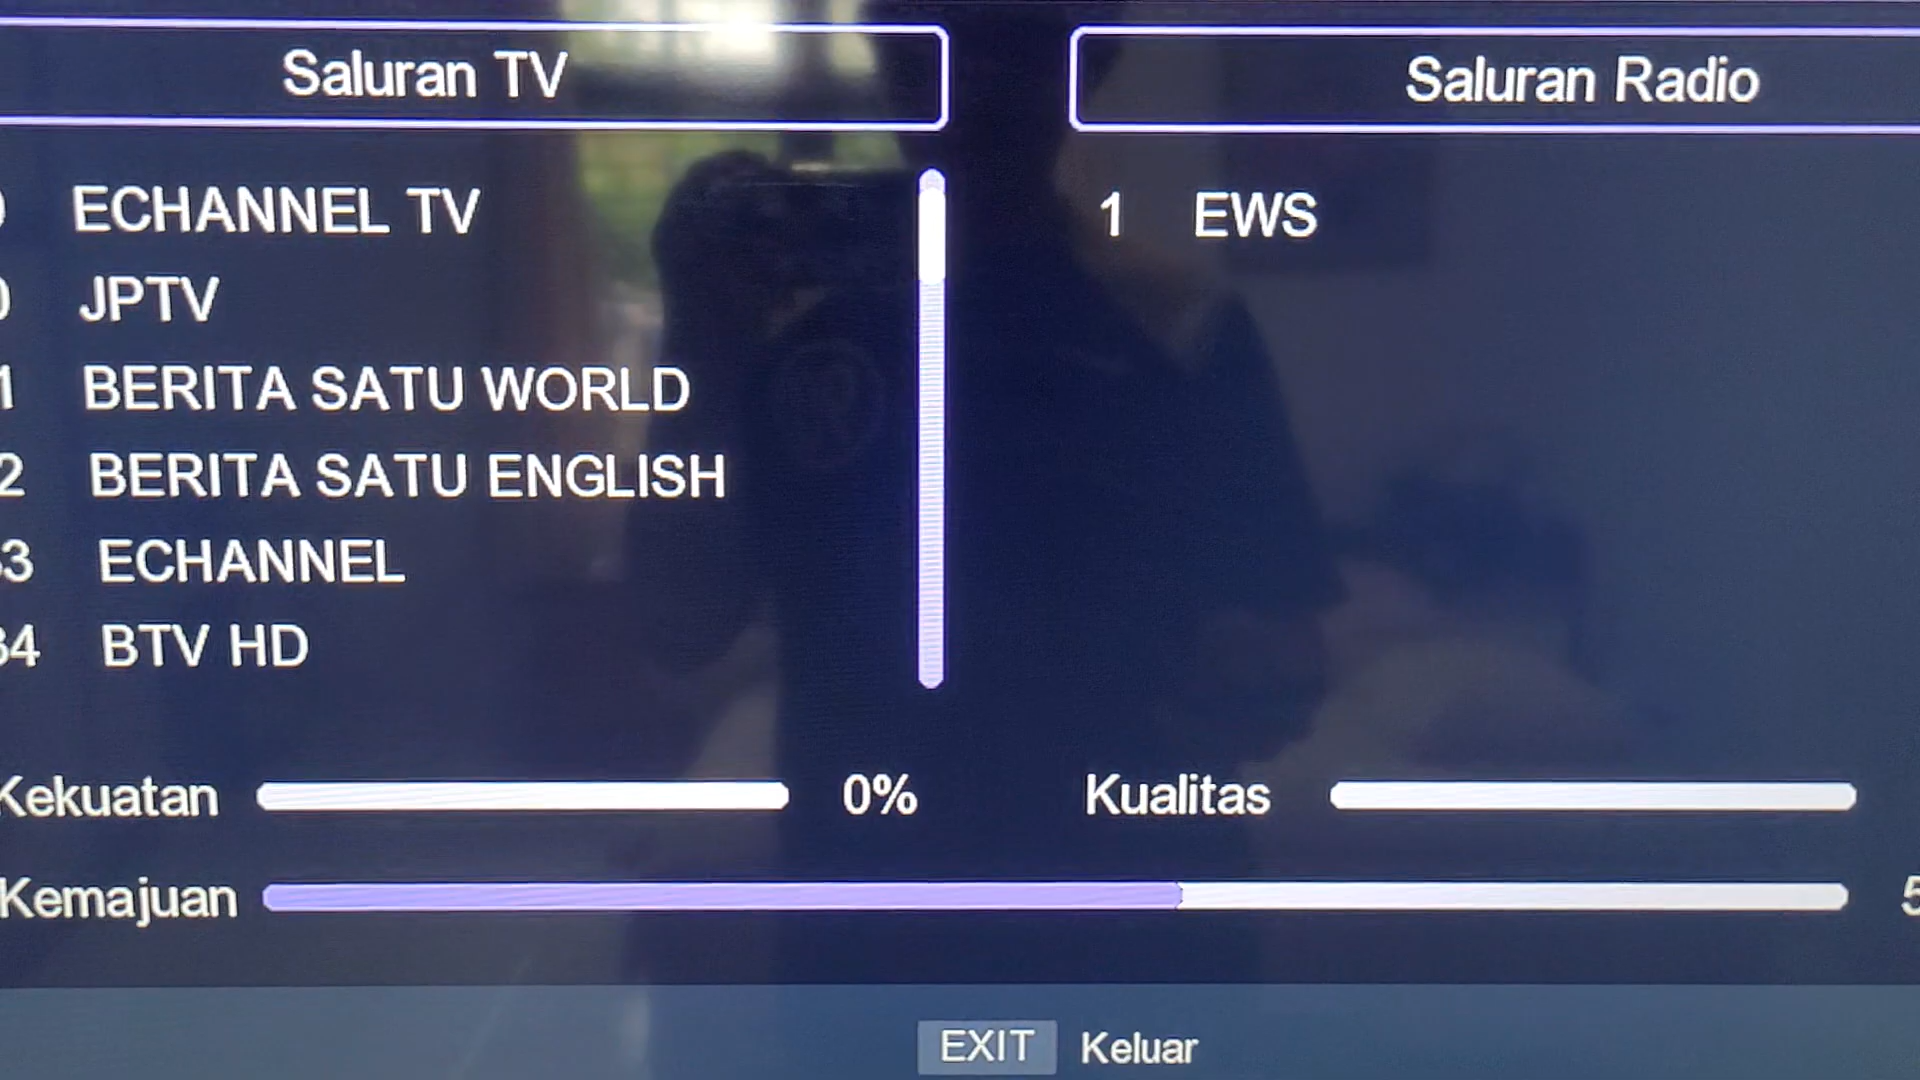 Saluran TV
Saluran Radio
ECHANNEL TV
JPTV
BERITA SATU WORLD
BERITA SATU ENGLISH
ECHANNEL
BTV HD
1 EWS
Kekuatan 0%
Kualitas
Kemajuan
EXIT Keluar